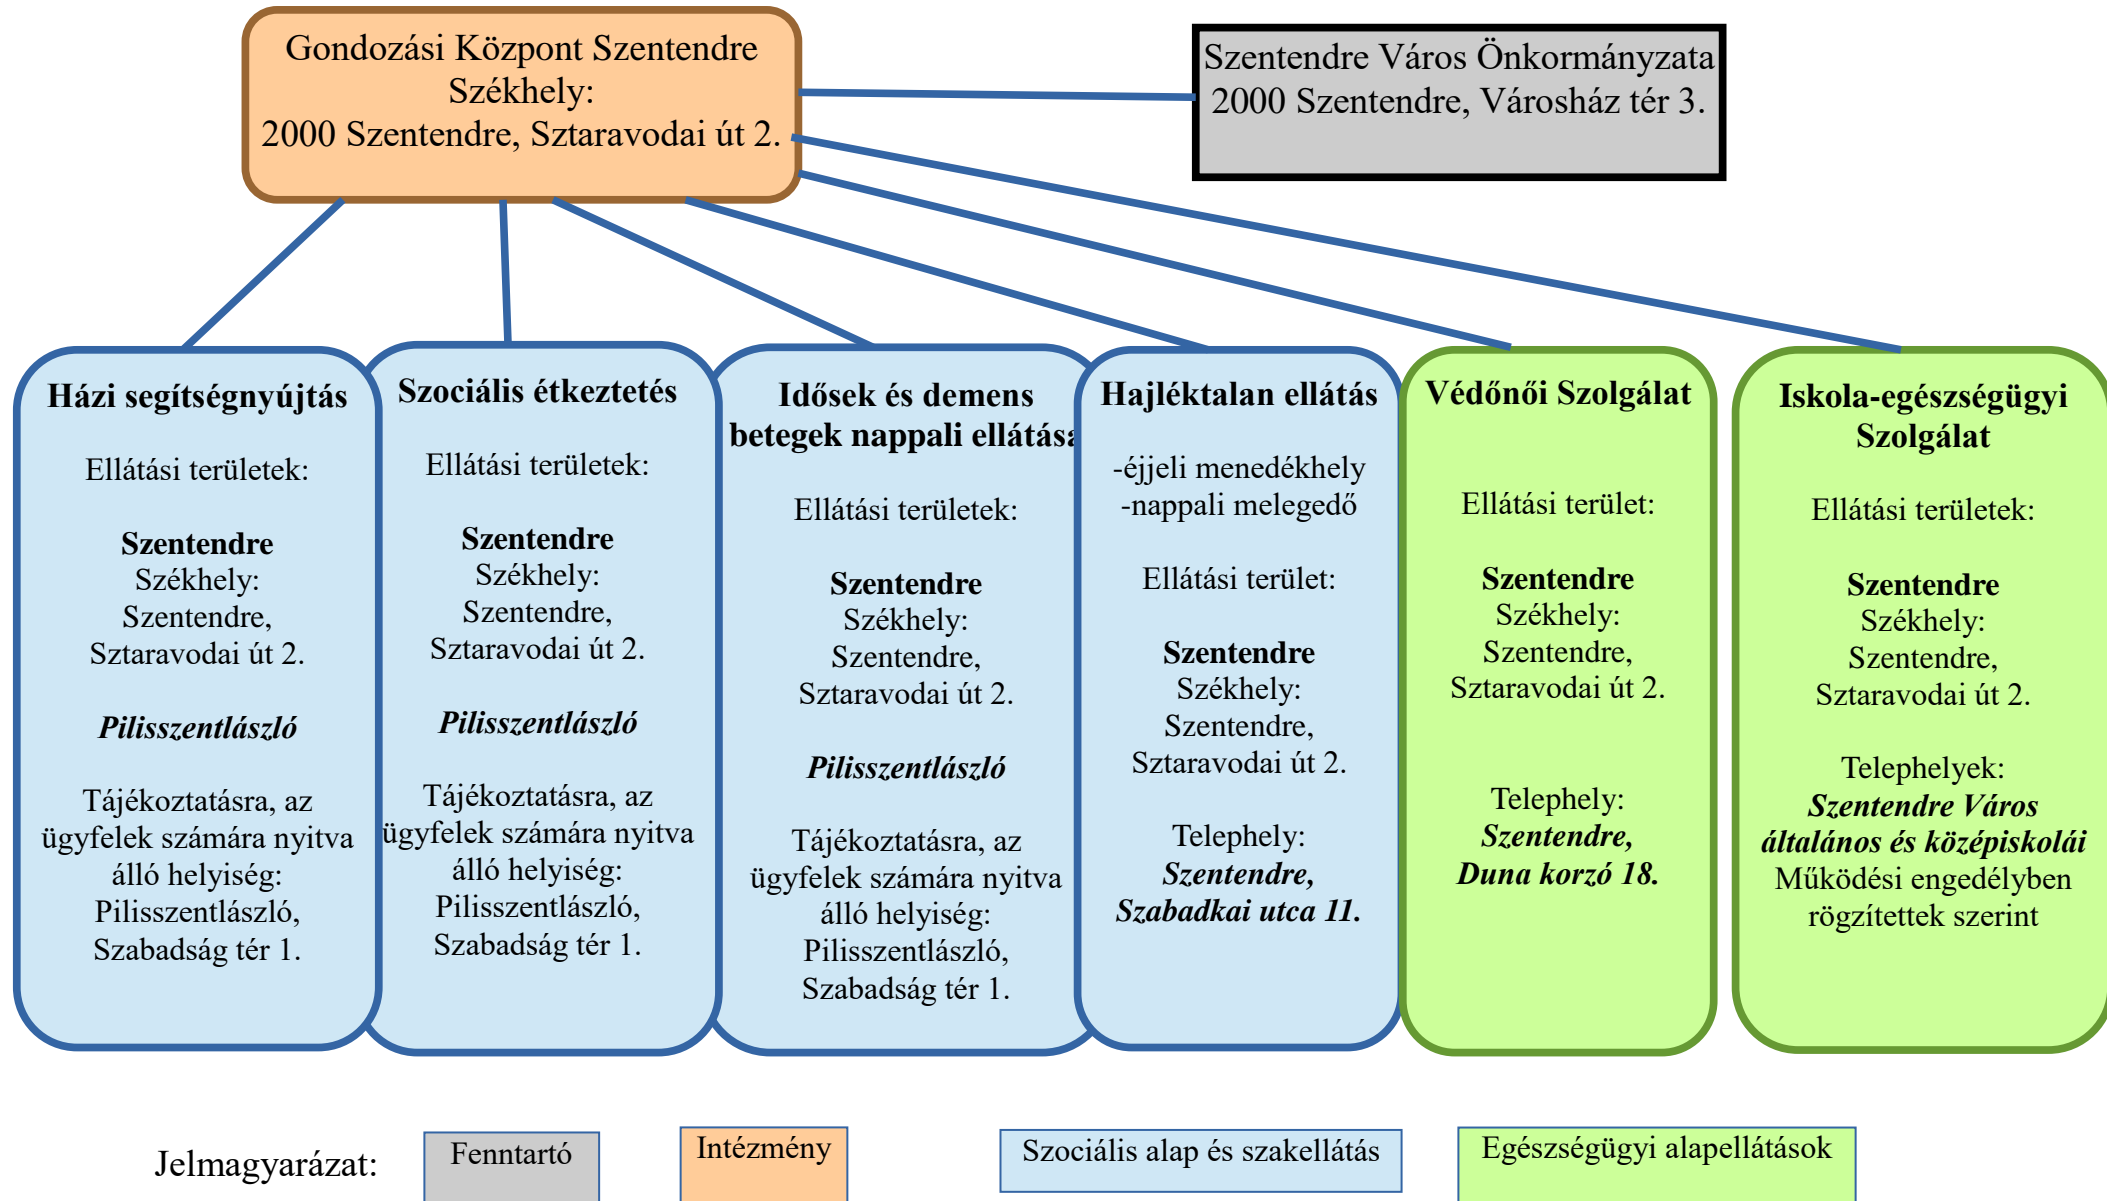 Gondozási Központ Szentendre
Székhely:
2000 Szentendre, Sztaravodai út 2.
Szentendre Város Önkormányzata
2000 Szentendre, Városház tér 3.
Házi segítségnyújtás
Ellátási területek:
Szentendre
Székhely:
Szentendre,
Sztaravodai út 2.
Pilisszentlászló
Tájékoztatásra, az
ügyfelek számára nyitva
álló helyiség:
Pilisszentlászló,
Szabadság tér 1.
Szociális étkeztetés
Ellátási területek:
Szentendre
Székhely:
Szentendre,
Sztaravodai út 2.
Pilisszentlászló
Tájékoztatásra, az
ügyfelek számára nyitva
álló helyiség:
Pilisszentlászló,
Szabadság tér 1.
Idősek és demens
betegek nappali ellátása
Ellátási területek:
Szentendre
Székhely:
Szentendre,
Sztaravodai út 2.
Pilisszentlászló
Tájékoztatásra, az
ügyfelek számára nyitva
álló helyiség:
Pilisszentlászló,
Szabadság tér 1.
Hajléktalan ellátás
-éjjeli menedékhely
-nappali melegedő
Ellátási terület:
Szentendre
Székhely:
Szentendre,
Sztaravodai út 2.
Telephely:
Szentendre,
Szabadkai utca 11.
Védőnői Szolgálat
Ellátási terület:
Szentendre
Székhely:
Szentendre,
Sztaravodai út 2.
Telephely:
Szentendre,
Duna korzó 18.
Iskola-egészségügyi
Szolgálat
Ellátási területek:
Szentendre
Székhely:
Szentendre,
Sztaravodai út 2.
Telephelyek:
Szentendre Város
általános és középiskolái
Működési engedélyben
rögzítettek szerint
Jelmagyarázat:
Fenntartó
Intézmény
Szociális alap és szakellátás
Egészségügyi alapellátások